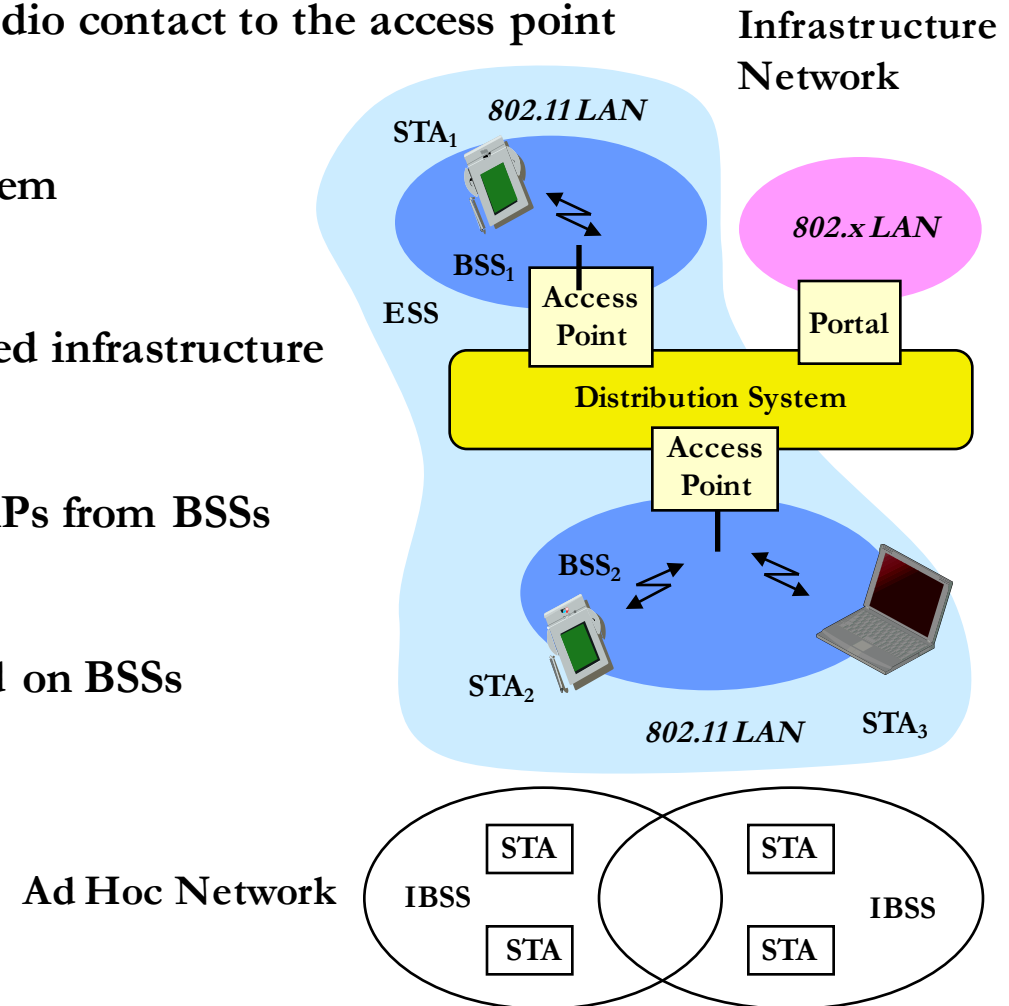 dio contact to the access point
Infrastructure
Network
802.11 LAN
STA₁
em
802.x LAN
BSS₁
Access
Point
ESS
Portal
ed infrastructure
Distribution System
Access
Point
Ps from BSSs
BSS₂
d on BSSs
STA₂
802.11 LAN
STA₃
STA
STA
Ad Hoc Network
IBSS
IBSS
STA
STA